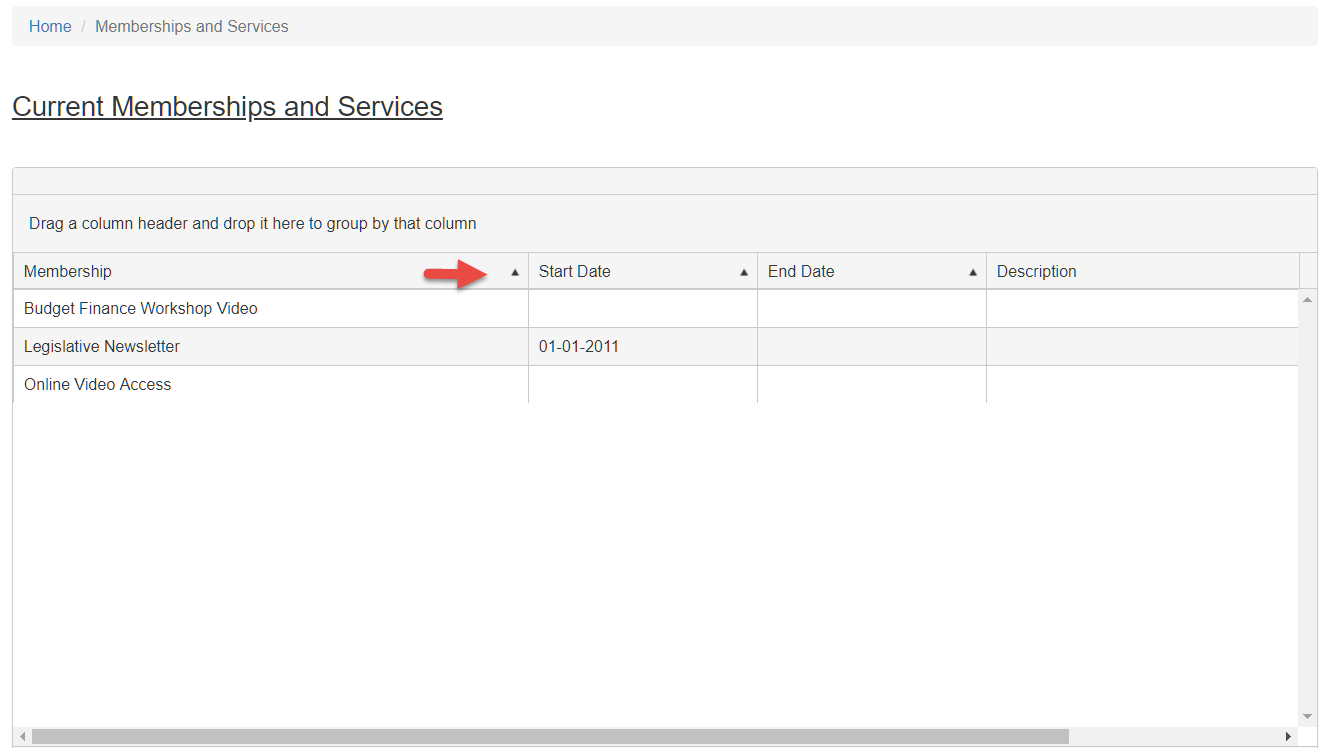 Home / Memberships and Services
Current Memberships and Services
Drag a column header and drop it here to group by that column
Membership Start Date End Date Description
Budget Finance Workshop Video
Legislative Newsletter 01-01-2011
Online Video Access